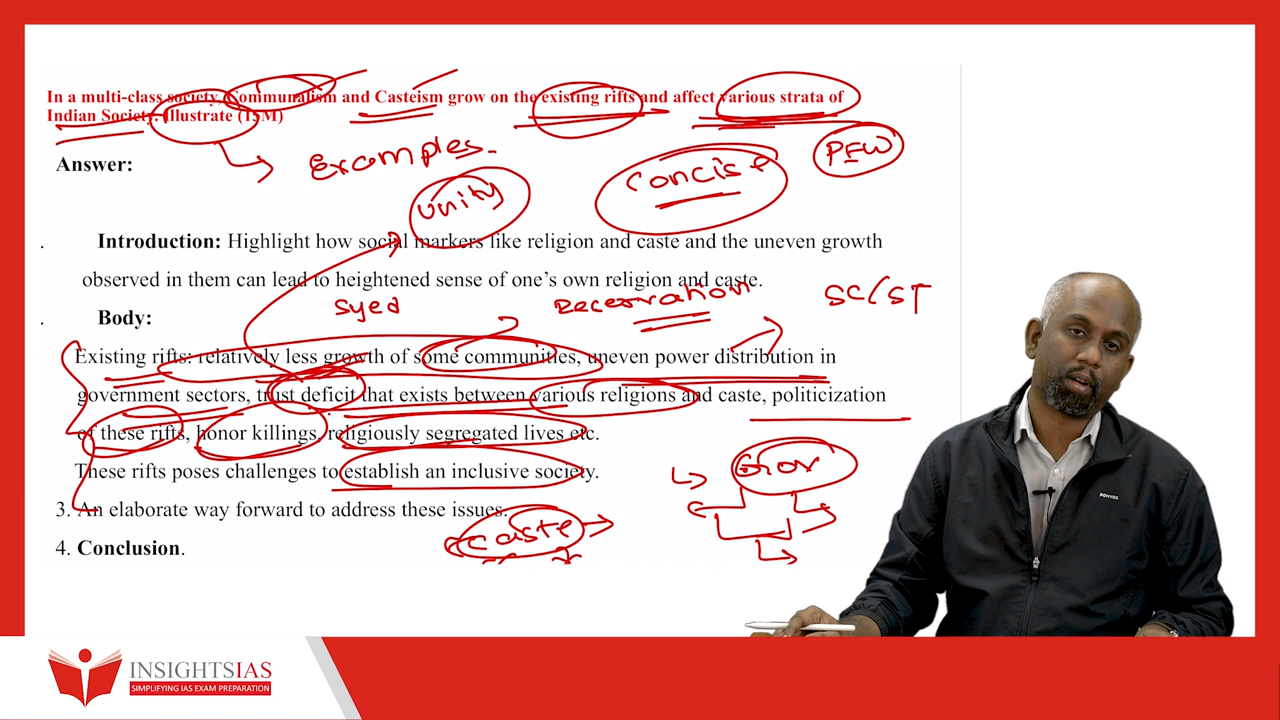 In a multi-class society, Communalism and Casteism grow on the existing rifts and affect various strata of
Indian Society. Illustrate (15M)
Answer:
Examples.
Concise
PEW
Unity
. Introduction: Highlight how social markers like religion and caste and the uneven growth
observed in them can lead to heightened sense of one's own religion and caste.
Syed
SC/ST
. Body:
Existing rifts: relatively less growth of some communities, uneven power distribution in
government sectors, trust deficit that exists between various religions and caste, politicization
of these rifts, honor killings, religiously segregated lives etc.
These rifts poses challenges to establish an inclusive society.
3. An elaborate way forward to address these issues.
caste
4. Conclusion.
DONYOS
INSIGHTSIAS
SIMPLIFYING IAS EXAM PREPARATION